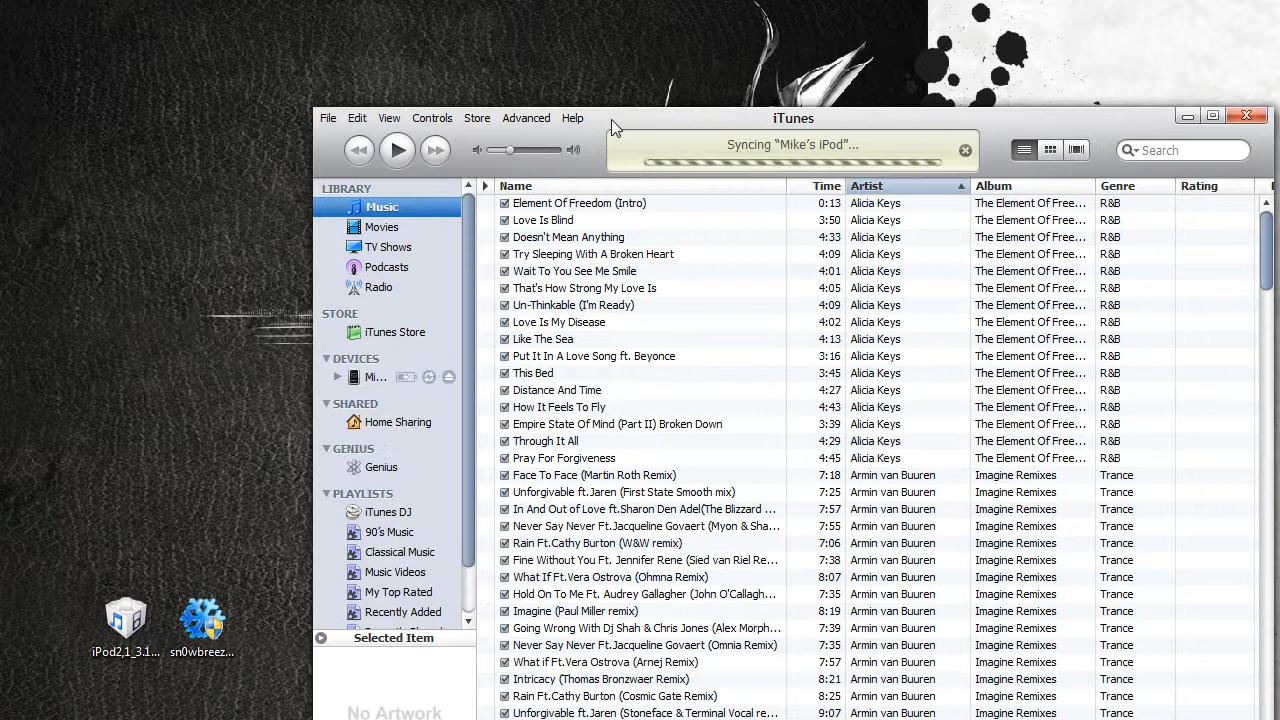 iTunes
File Edit View Controls Store Advanced Help
Syncing “Mike’s iPod”...
Search
LIBRARY
Music
Movies
TV Shows
Podcasts
Radio
STORE
iTunes Store
DEVICES
Mi...
SHARED
Home Sharing
GENIUS
Genius
PLAYLISTS
iTunes DJ
90’s Music
Classical Music
Music Videos
My Top Rated
Recently Added
Selected Item
No Artwork
Name Time Artist Album Genre Rating
Element Of Freedom (Intro) 0:13 Alicia Keys The Element Of Free... R&B
Love Is Blind 3:50 Alicia Keys The Element Of Free... R&B
Doesn't Mean Anything 4:33 Alicia Keys The Element Of Free... R&B
Try Sleeping With A Broken Heart 4:09 Alicia Keys The Element Of Free... R&B
Wait To You See Me Smile 4:01 Alicia Keys The Element Of Free... R&B
That's How Strong My Love Is 4:05 Alicia Keys The Element Of Free... R&B
Un-Thinkable (I'm Ready) 4:09 Alicia Keys The Element Of Free... R&B
Love Is My Disease 4:02 Alicia Keys The Element Of Free... R&B
Like The Sea 4:13 Alicia Keys The Element Of Free... R&B
Put It In A Love Song ft. Beyonce 3:16 Alicia Keys The Element Of Free... R&B
This Bed 3:45 Alicia Keys The Element Of Free... R&B
Distance And Time 4:27 Alicia Keys The Element Of Free... R&B
How It Feels To Fly 4:43 Alicia Keys The Element Of Free... R&B
Empire State Of Mind (Part II) Broken Down 3:39 Alicia Keys The Element Of Free... R&B
Through It All 4:29 Alicia Keys The Element Of Free... R&B
Pray For Forgiveness 4:45 Alicia Keys The Element Of Free... R&B
Face To Face (Martin Roth Remix) 7:18 Armin van Buuren Imagine Remixes Trance
Unforgivable ft.Jaren (First State Smooth mix) 7:25 Armin van Buuren Imagine Remixes Trance
In And Out of Love ft.Sharon Den Adel(The Blizzard ... 7:57 Armin van Buuren Imagine Remixes Trance
Never Say Never Ft.Jacqueline Govaert (Myon & Sha... 7:55 Armin van Buuren Imagine Remixes Trance
Rain Ft.Cathy Burton (W&W remix) 7:06 Armin van Buuren Imagine Remixes Trance
Fine Without You Ft. Jennifer Rene (Sied van Riel Re... 7:38 Armin van Buuren Imagine Remixes Trance
What If Ft.Vera Ostrova (Ohmna Remix) 8:07 Armin van Buuren Imagine Remixes Trance
Hold On To Me Ft. Audrey Gallagher (John O'Callagh... 7:35 Armin van Buuren Imagine Remixes Trance
Imagine (Paul Miller remix) 8:19 Armin van Buuren Imagine Remixes Trance
Going Wrong With Dj Shah & Chris Jones (Alex Morph... 7:39 Armin van Buuren Imagine Remixes Trance
Never Say Never Ft.Jacqueline Govaert (Omnia Remix) 7:35 Armin van Buuren Imagine Remixes Trance
What if Ft.Vera Ostrova (Arnej Remix) 7:57 Armin van Buuren Imagine Remixes Trance
Intricacy (Thomas Bronzwaer Remix) 8:21 Armin van Buuren Imagine Remixes Trance
Rain Ft.Cathy Burton (Cosmic Gate Remix) 8:25 Armin van Buuren Imagine Remixes Trance
Unforgivable ft.Jaren (Stoneface & Terminal Vocal re... 9:07 Armin van Buuren Imagine Remixes Trance
iPod2,1_3.1... sn0wbreez...